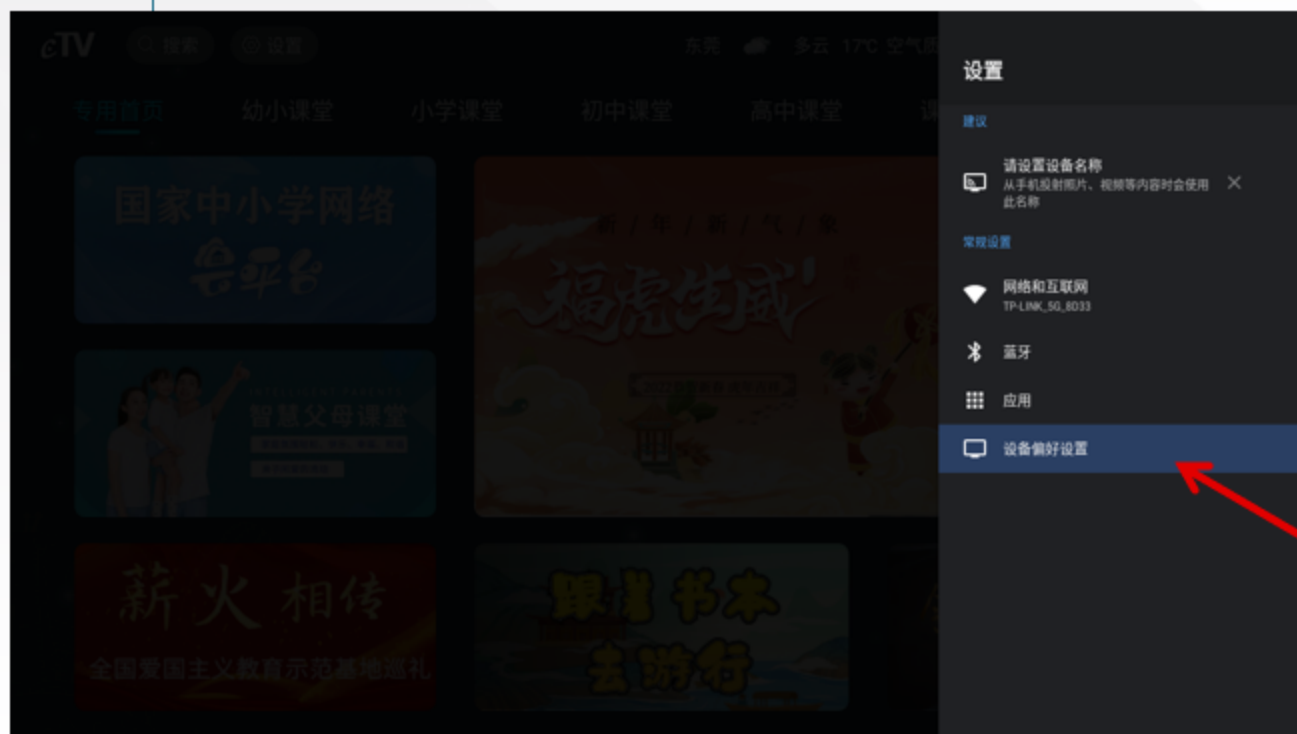 eTV 搜索 设置 东莞 多云 17℃ 空气质
专用首页 幼小课堂 小学课堂 初中课堂 高中课堂 课
国家中小学网络
云平台
新/年/新/气/象
福虎生威
智慧父母课堂
薪火相传
全国爱国主义教育示范基地巡礼
跟着书本
去游行
设置
建议
请设置设备名称
从手机投射照片、视频等内容时会使用
此名称
常规设置
网络和互联网
TP-LINK_5G_8D33
蓝牙
应用
设备偏好设置